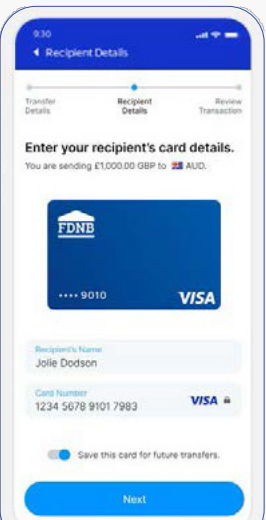 9:30
Recipient Details
Transfer Details
Recipient Details
Review Transaction
Enter your recipient's card details.
You are sending £1,000.00 GBP to AUD.
FDNB
•••• 9010
VISA
Recipient's Name
Jolie Dodson
Card Number
1234 5678 9101 7983 VISA
Save this card for future transfers.
Next